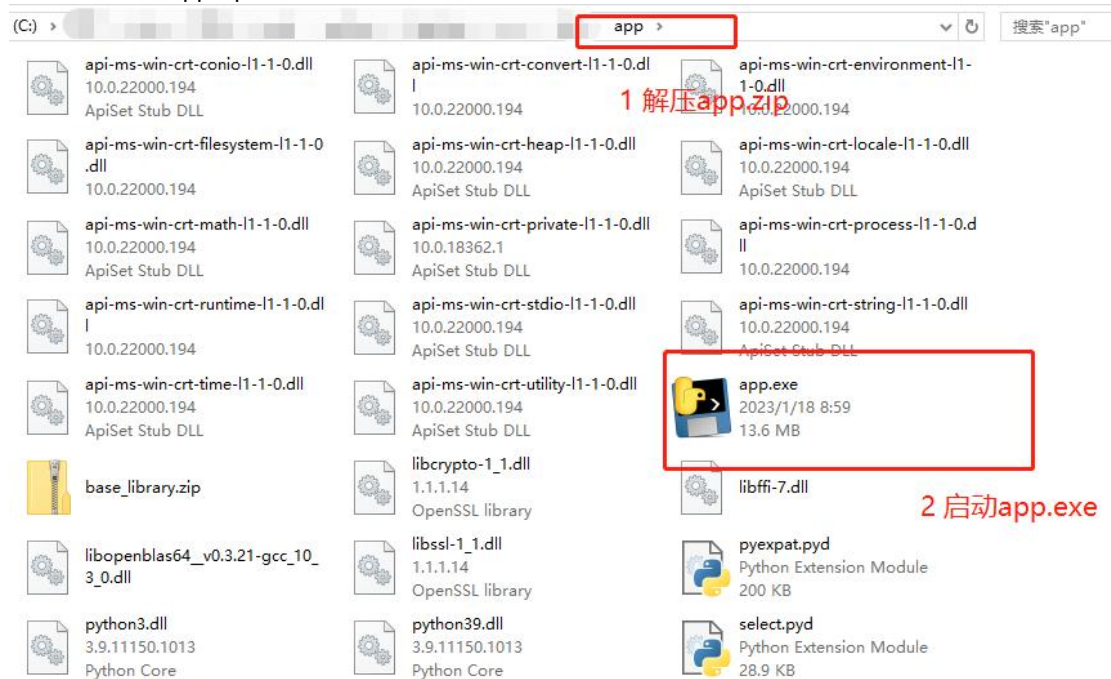 (C:) > app > 搜索"app"
api-ms-win-crt-conio-l1-1-0.dll
10.0.22000.194
ApiSet Stub DLL
api-ms-win-crt-convert-l1-1-0.dl
l
10.0.22000.194
api-ms-win-crt-environment-l1-
1-0.dll
10.0.22000.194
1 解压app.zip
api-ms-win-crt-filesystem-l1-1-0
.dll
10.0.22000.194
api-ms-win-crt-heap-l1-1-0.dll
10.0.22000.194
ApiSet Stub DLL
api-ms-win-crt-locale-l1-1-0.dll
10.0.22000.194
ApiSet Stub DLL
api-ms-win-crt-math-l1-1-0.dll
10.0.22000.194
ApiSet Stub DLL
api-ms-win-crt-private-l1-1-0.dll
10.0.18362.1
ApiSet Stub DLL
api-ms-win-crt-process-l1-1-0.d
ll
10.0.22000.194
api-ms-win-crt-runtime-l1-1-0.dl
l
10.0.22000.194
api-ms-win-crt-stdio-l1-1-0.dll
10.0.22000.194
ApiSet Stub DLL
api-ms-win-crt-string-l1-1-0.dll
10.0.22000.194
ApiSet Stub DLL
api-ms-win-crt-time-l1-1-0.dll
10.0.22000.194
ApiSet Stub DLL
api-ms-win-crt-utility-l1-1-0.dll
10.0.22000.194
ApiSet Stub DLL
app.exe
2023/1/18 8:59
13.6 MB
base_library.zip
libcrypto-1_1.dll
1.1.1.14
OpenSSL library
libffi-7.dll
2 启动app.exe
libopenblas64__v0.3.21-gcc_10_
3_0.dll
libssl-1_1.dll
1.1.1.14
OpenSSL library
pyexpat.pyd
Python Extension Module
200 KB
python3.dll
3.9.11150.1013
Python Core
python39.dll
3.9.11150.1013
Python Core
select.pyd
Python Extension Module
28.9 KB